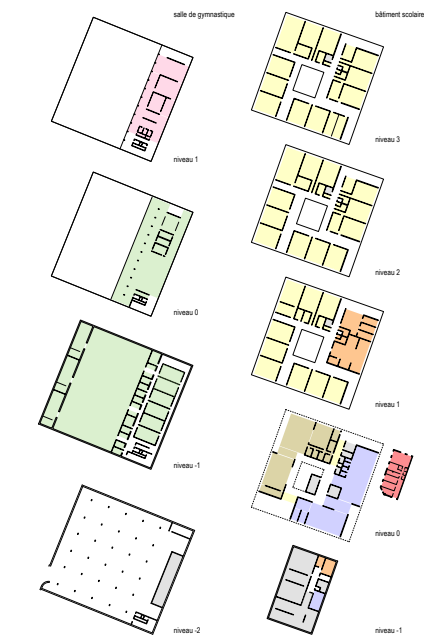 salle de gymnastique
bâtiment scolaire
niveau 1
niveau 3
niveau 0
niveau 2
niveau -1
niveau 1
niveau 0
niveau -2
niveau -1